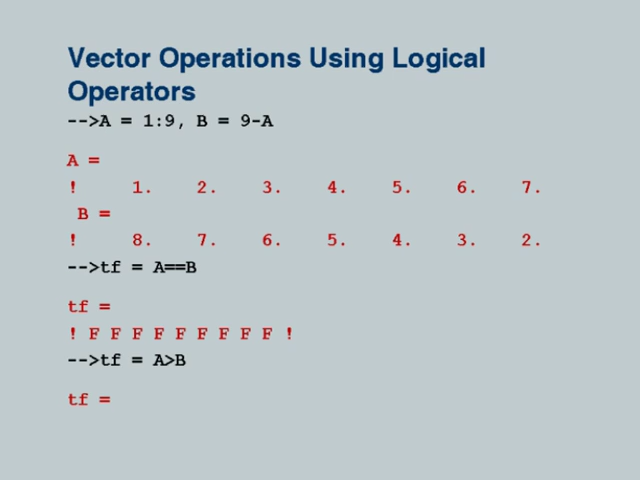 Vector Operations Using Logical
Operators
-->A = 1:9, B = 9-A
A =
! 1. 2. 3. 4. 5. 6. 7.
B =
! 8. 7. 6. 5. 4. 3. 2.
-->tf = A==B
tf =
! F F F F F F F F F !
-->tf = A>B
tf =